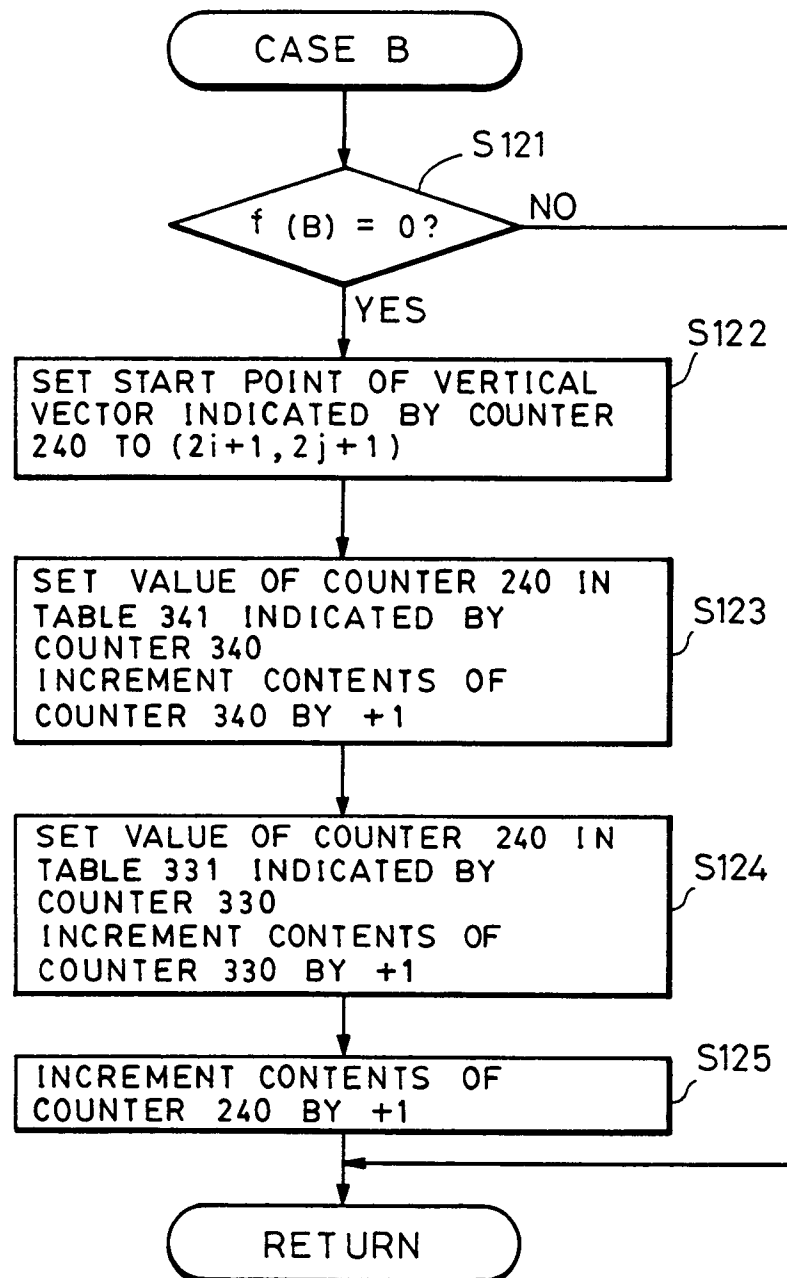 CASE B
S121
f (B) = 0?
NO
YES
S122
SET START POINT OF VERTICAL
VECTOR INDICATED BY COUNTER
240 TO (2i+1,2j+1)
SET VALUE OF COUNTER 240 IN
TABLE 341 INDICATED BY
COUNTER 340
INCREMENT CONTENTS OF
COUNTER 340 BY +1
S123
SET VALUE OF COUNTER 240 IN
TABLE 331 INDICATED BY
COUNTER 330
INCREMENT CONTENTS OF
COUNTER 330 BY +1
S124
S125
INCREMENT CONTENTS OF
COUNTER 240 BY +1
RETURN